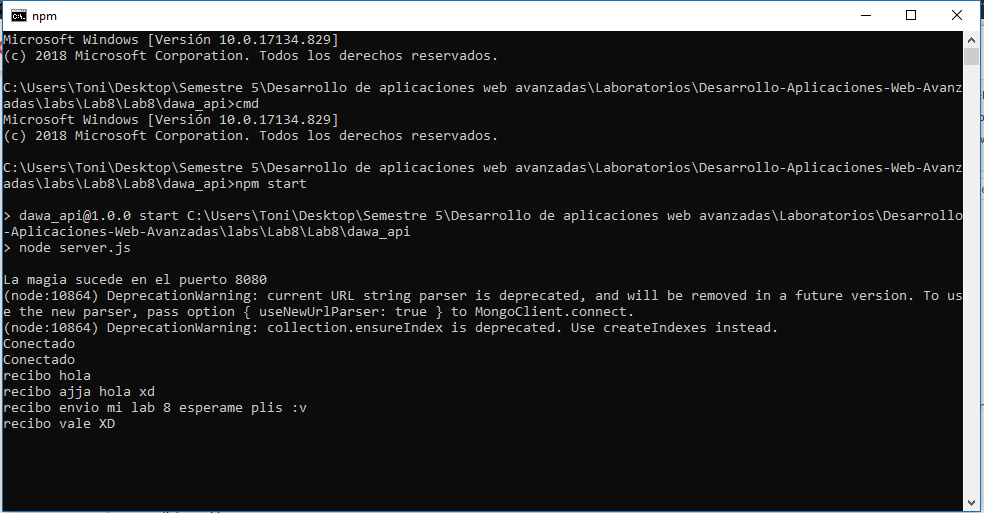 npm
Microsoft Windows [Versión 10.0.17134.829]
(c) 2018 Microsoft Corporation. Todos los derechos reservados.
C:\Users\Toni\Desktop\Semestre 5\Desarrollo de aplicaciones web avanzadas\Laboratorios\Desarrollo-Aplicaciones-Web-Avanz
adas\labs\Lab8\Lab8\dawa_api>cmd
Microsoft Windows [Versión 10.0.17134.829]
(c) 2018 Microsoft Corporation. Todos los derechos reservados.
C:\Users\Toni\Desktop\Semestre 5\Desarrollo de aplicaciones web avanzadas\Laboratorios\Desarrollo-Aplicaciones-Web-Avanz
adas\labs\Lab8\Lab8\dawa_api>npm start
> dawa_api@1.0.0 start C:\Users\Toni\Desktop\Semestre 5\Desarrollo de aplicaciones web avanzadas\Laboratorios\Desarrollo
-Aplicaciones-Web-Avanzadas\labs\Lab8\Lab8\dawa_api
> node server.js
La magia sucede en el puerto 8080
(node:10864) DeprecationWarning: current URL string parser is deprecated, and will be removed in a future version. To us
e the new parser, pass option { useNewUrlParser: true } to MongoClient.connect.
(node:10864) DeprecationWarning: collection.ensureIndex is deprecated. Use createIndexes instead.
Conectado
Conectado
recibo hola
recibo ajja hola xd
recibo envio mi lab 8 esperame plis :v
recibo vale XD